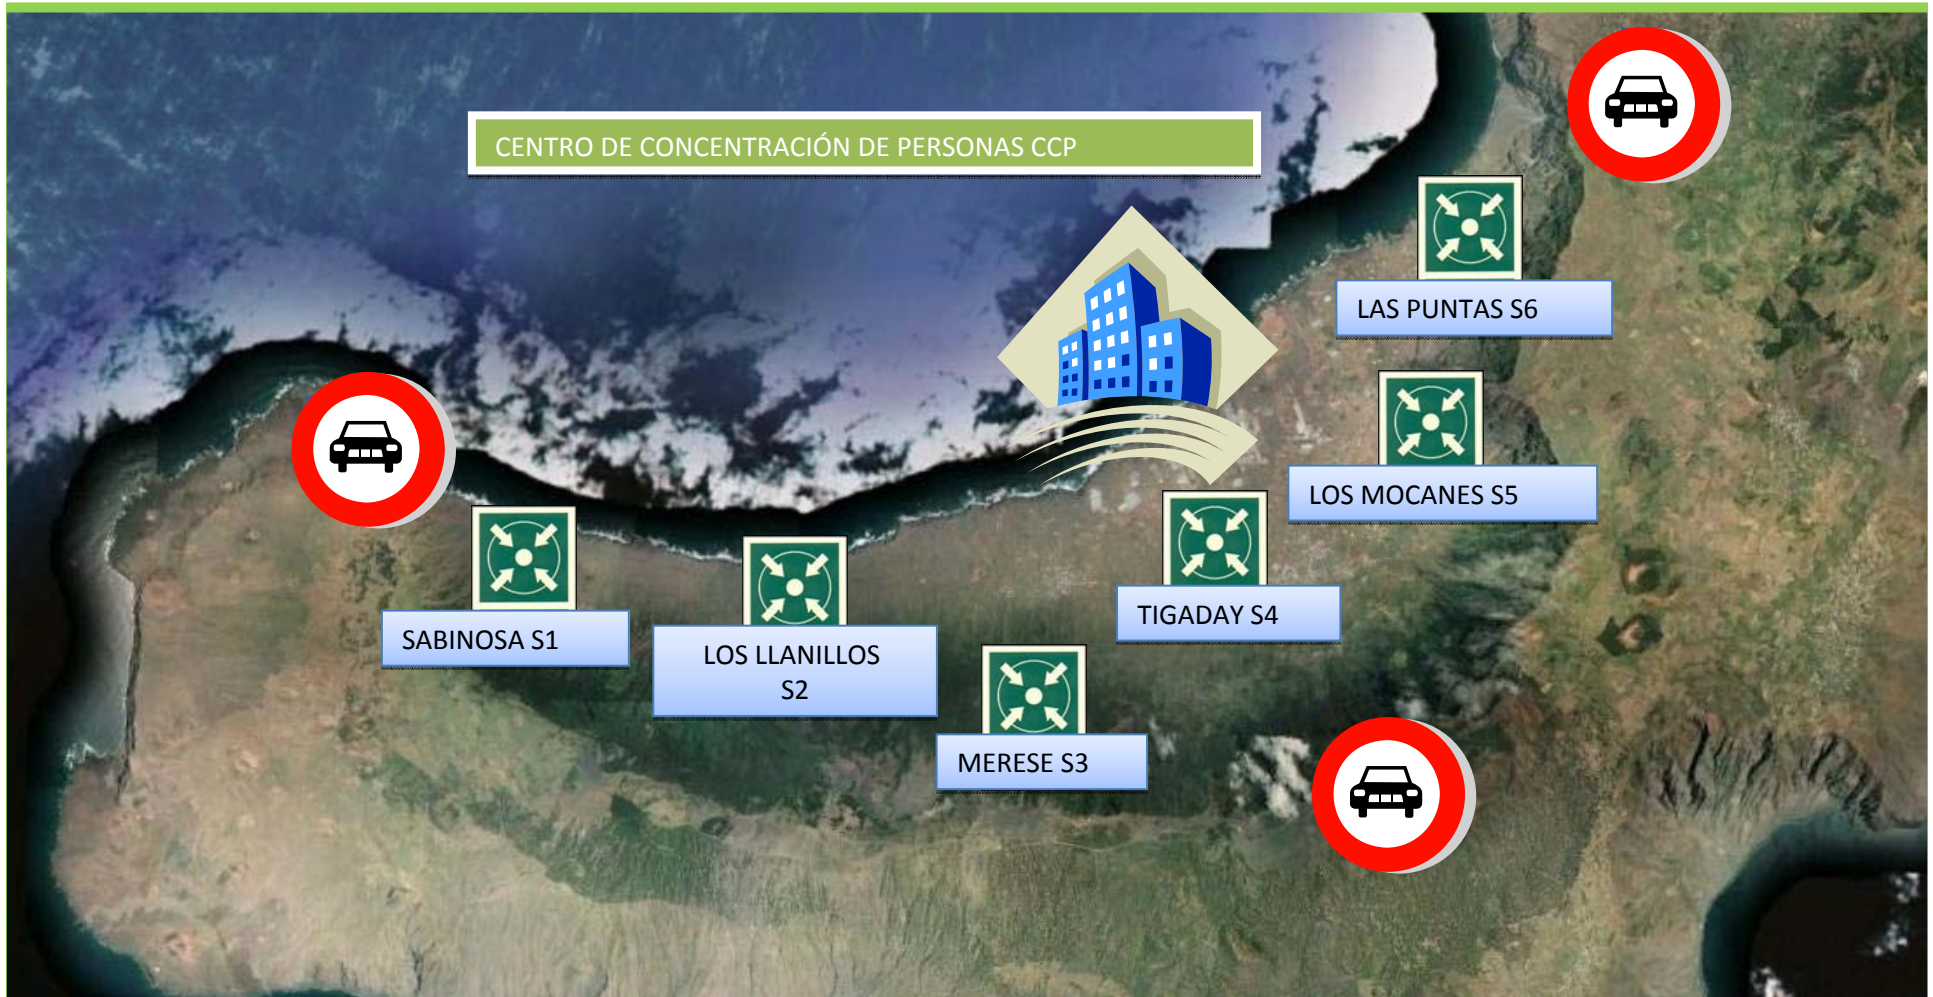 CENTRO DE CONCENTRACIÓN DE PERSONAS CCP
LAS PUNTAS S6
LOS MOCANES S5
TIGADAY S4
SABINOSA S1
LOS LLANILLOS
S2
MERESE S3